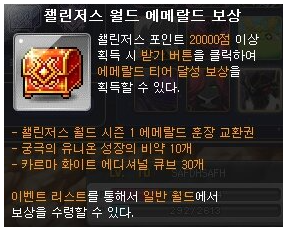 챌린저스 월드 에메랄드 보상
챌린저스 포인트 20000점 이상
획득 시 받기 버튼을 클릭하여
에메랄드 티어 달성 보상을
획득할 수 있다.
- 챌린저스 월드 시즌 1 에메랄드 훈장 교환권
- 궁극의 유니온 성장의 비약 10개
- 카르마 화이트 에디셔널 큐브 30개
이벤트 리스트를 통해서 일반 월드에서
보상을 수령할 수 있다.